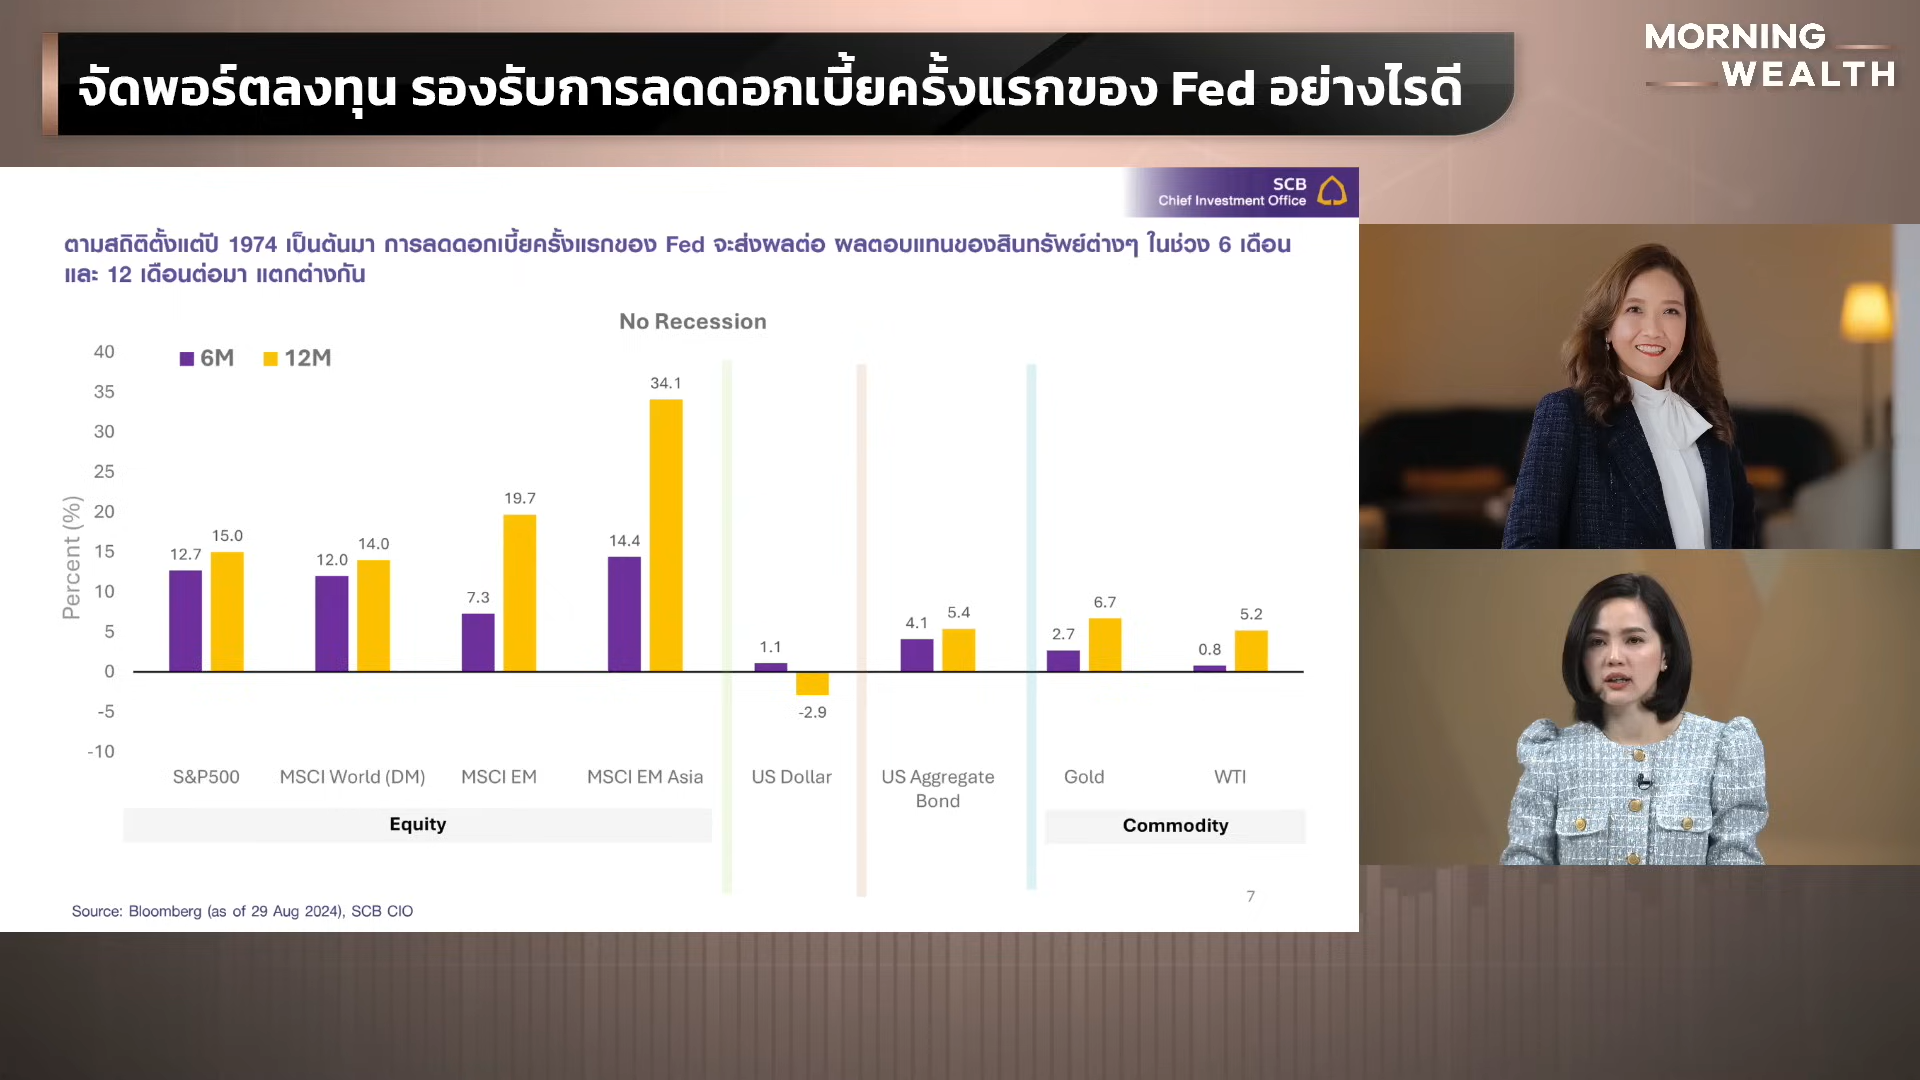 จัดพอร์ตลงทุน รองรับการลดดอกเบี้ยครั้งแรกของ Fed อย่างไรดี
MORNING
WEALTH
SCB
Chief Investment Office
ตามสถิติตั้งแต่ปี 1974 เป็นต้นมา การลดดอกเบี้ยครั้งแรกของ Fed จะส่งผลต่อ ผลตอบแทนของสินทรัพย์ต่างๆ ในช่วง 6 เดือน
และ 12 เดือนต่อมา แตกต่างกัน
No Recession
6M 12M
Percent (%)
40
35
30
25
20
15
10
5
0
-5
-10
12.7 15.0
12.0 14.0
7.3 19.7
14.4 34.1
1.1 -2.9
4.1 5.4
2.7 6.7
0.8 5.2
S&P500 MSCI World (DM) MSCI EM MSCI EM Asia US Dollar US Aggregate Gold WTI
Bond
Equity Commodity
7
Source: Bloomberg (as of 29 Aug 2024), SCB CIO